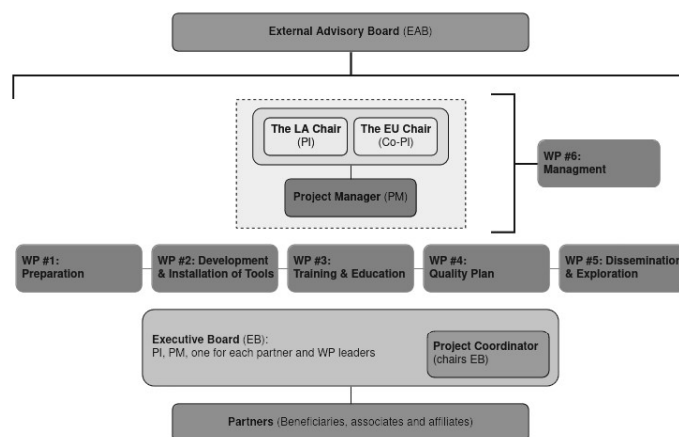 External Advisory Board (EAB)
The LA Chair
(PI)
The EU Chair
(Co-PI)
Project Manager (PM)
WP #6:
Managment
WP #1:
Preparation
WP #2: Development
& Installation of Tools
WP #3:
Training & Education
WP #4:
Quality Plan
WP #5: Dissemination
& Exploration
Executive Board (EB):
PI, PM, one for each partner and WP leaders
Project Coordinator
(chairs EB)
Partners (Beneficiaries, associates and affiliates)